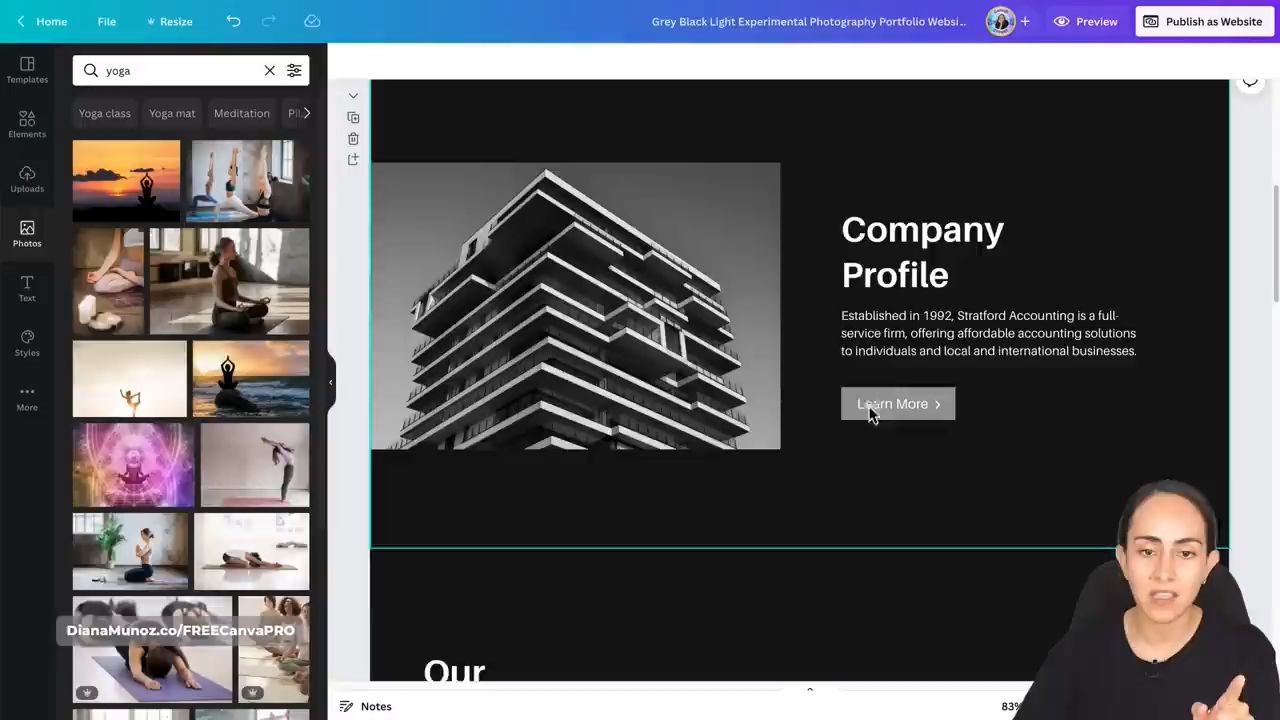 Home
File
Resize
Grey Black Light Experimental Photography Portfolio Websi...
Preview
Publish as Website
Templates
Elements
Uploads
Photos
Text
Styles
More
yoga
Yoga class
Yoga mat
Meditation
DianaMunoz.co/FREECanvaPRO
Company
Profile
Established in 1992, Stratford Accounting is a full-
service firm, offering affordable accounting solutions
to individuals and local and international businesses.
Learn More
Our
Notes
83%